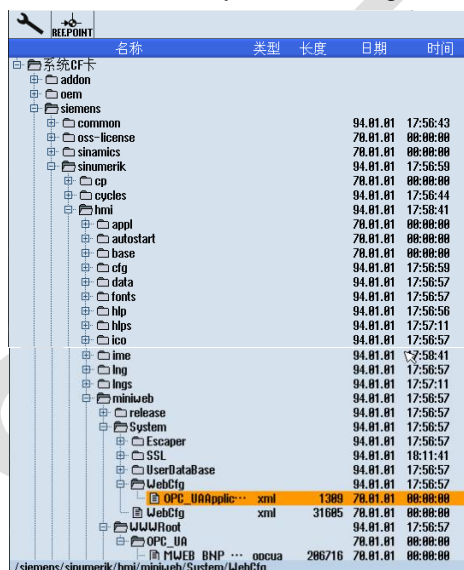 REF.POINT
名称 类型 长度 日期 时间
系统CF卡
addon
oem
siemens
common 94.01.01 17:56:43
oss-license 70.01.01 00:00:00
sinamics 70.01.01 00:00:00
sinumerik 94.01.01 17:56:59
cp 70.01.01 00:00:00
cycles 94.01.01 17:56:44
hmi 94.01.01 17:58:41
appl 70.01.01 00:00:00
autostart 70.01.01 00:00:00
base 70.01.01 00:00:00
cfg 94.01.01 17:56:59
data 94.01.01 17:56:57
fonts 94.01.01 17:56:57
hlp 94.01.01 17:56:56
hlps 94.01.01 17:57:11
ico 94.01.01 17:56:57
ime 94.01.01 17:58:41
lng 94.01.01 17:56:57
lngs 94.01.01 17:57:11
miniweb 94.01.01 17:56:57
release 94.01.01 17:56:57
System 94.01.01 17:56:57
Escaper 94.01.01 17:56:57
SSL 94.01.01 18:11:41
UserDataBase 94.01.01 17:56:57
WebCfg 94.01.01 17:56:57
OPC_UAApplic··· xml 1309 70.01.01 00:00:00
WebCfg xml 31605 70.01.01 00:00:00
WWWRoot 94.01.01 17:56:57
OPC_UA 70.01.01 00:00:00
MWEB BNP ··· opcua 206716 70.01.01 00:00:00
/siemens/sinumerik/hmi/miniweb/System/WebCfg